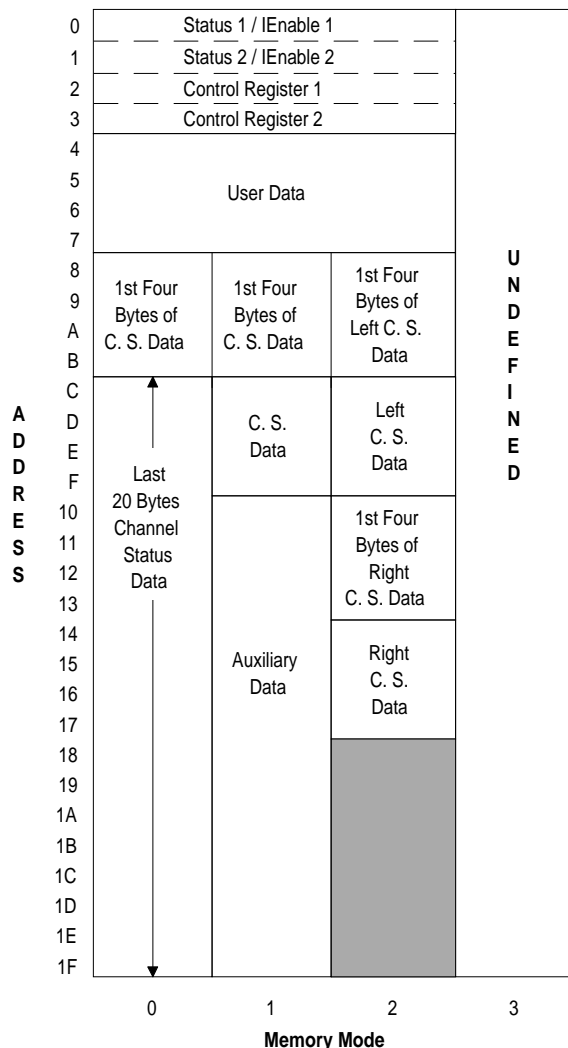 0
Status 1 / IEnable 1
1
Status 2 / IEnable 2
2
Control Register 1
3
Control Register 2
4
5
6
7
User Data
8
9
A
B
1st Four
Bytes of
C. S. Data
1st Four
Bytes of
C. S. Data
1st Four
Bytes of
Left C. S.
Data
C
D
E
F
10
11
12
13
14
15
16
17
18
19
1A
1B
1C
1D
1E
1F
Last
20 Bytes
Channel
Status
Data
C. S.
Data
Auxiliary
Data
Left
C. S.
Data
1st Four
Bytes of
Right
C. S. Data
Right
C. S.
Data
UNDEFINED
ADDRESS
0
1
2
3
Memory Mode